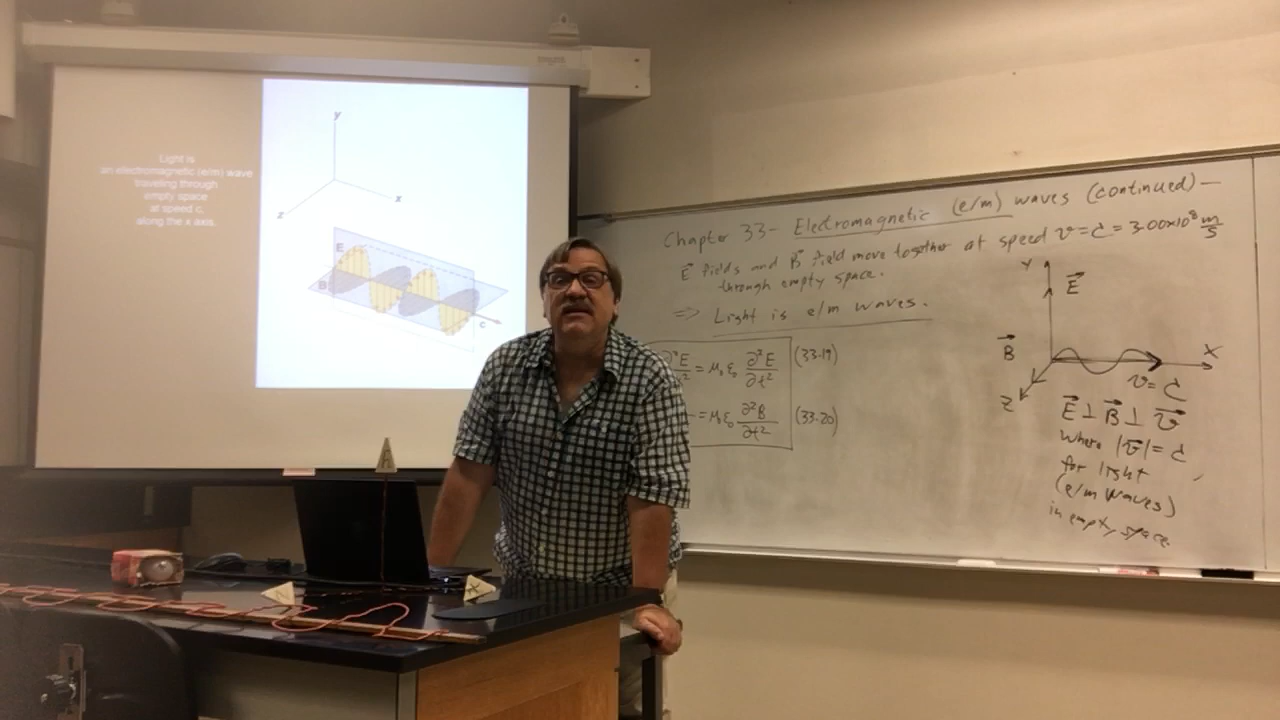 Light is
an electromagnetic (e/m) wave
traveling through
empty space
at speed c,
along the x axis.
y
x
z
E
B
c
Chapter 33- Electromagnetic (e/m) waves (continued)—
E⃗ fields and B⃗ field move together at speed v = c = 3.00x10⁸ m/s
through empty space.
=> Light is e/m waves.
= μ₀ε₀ ∂²E/∂t² (33.19)
= μ₀ε₀ ∂²B/∂t² (33.20)
Y
E⃗
B⃗
X
Z
v = c
E⃗ ⊥ B⃗ ⊥ v⃗
where |v⃗| = c
for light
(e/m waves)
in empty space